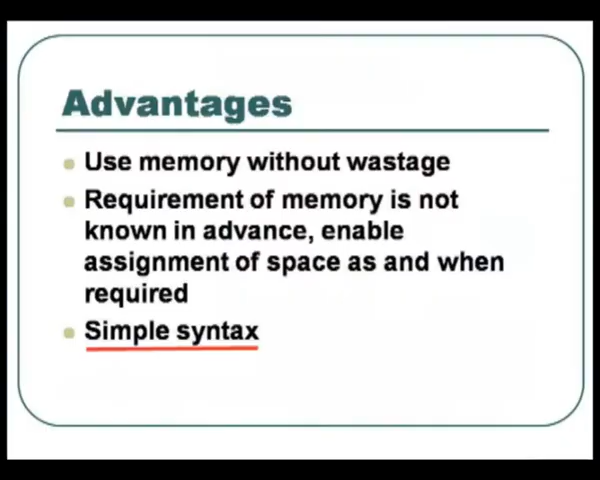 Advantages
Use memory without wastage
Requirement of memory is not
known in advance, enable
assignment of space as and when
required
Simple syntax